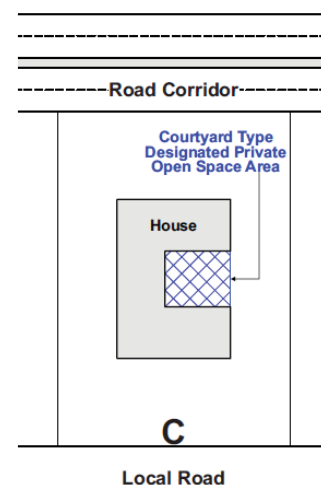 Road Corridor
Courtyard Type
Designated Private
Open Space Area
House
C
Local Road